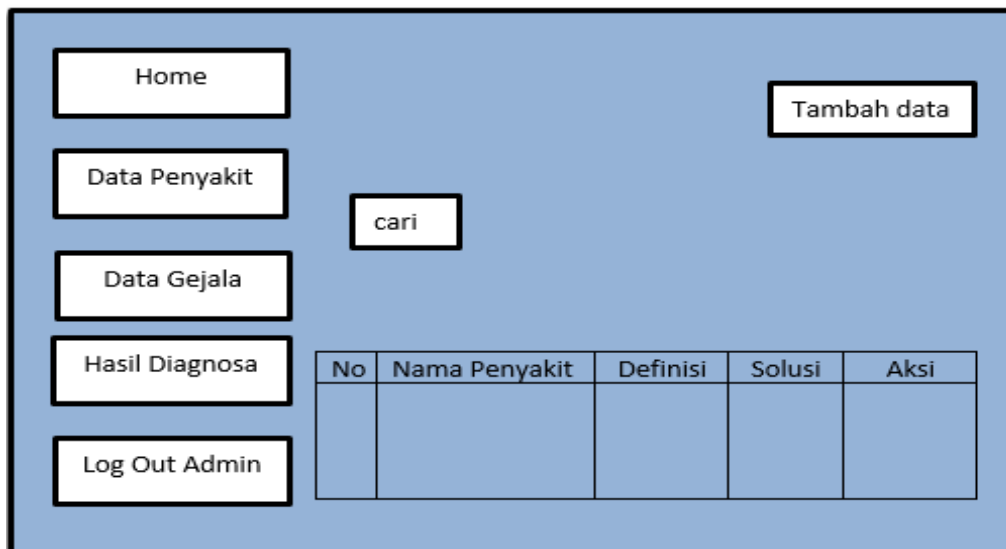 Home
Data Penyakit
Data Gejala
Hasil Diagnosa
Log Out Admin
Tambah data
cari
No Nama Penyakit Definisi Solusi Aksi